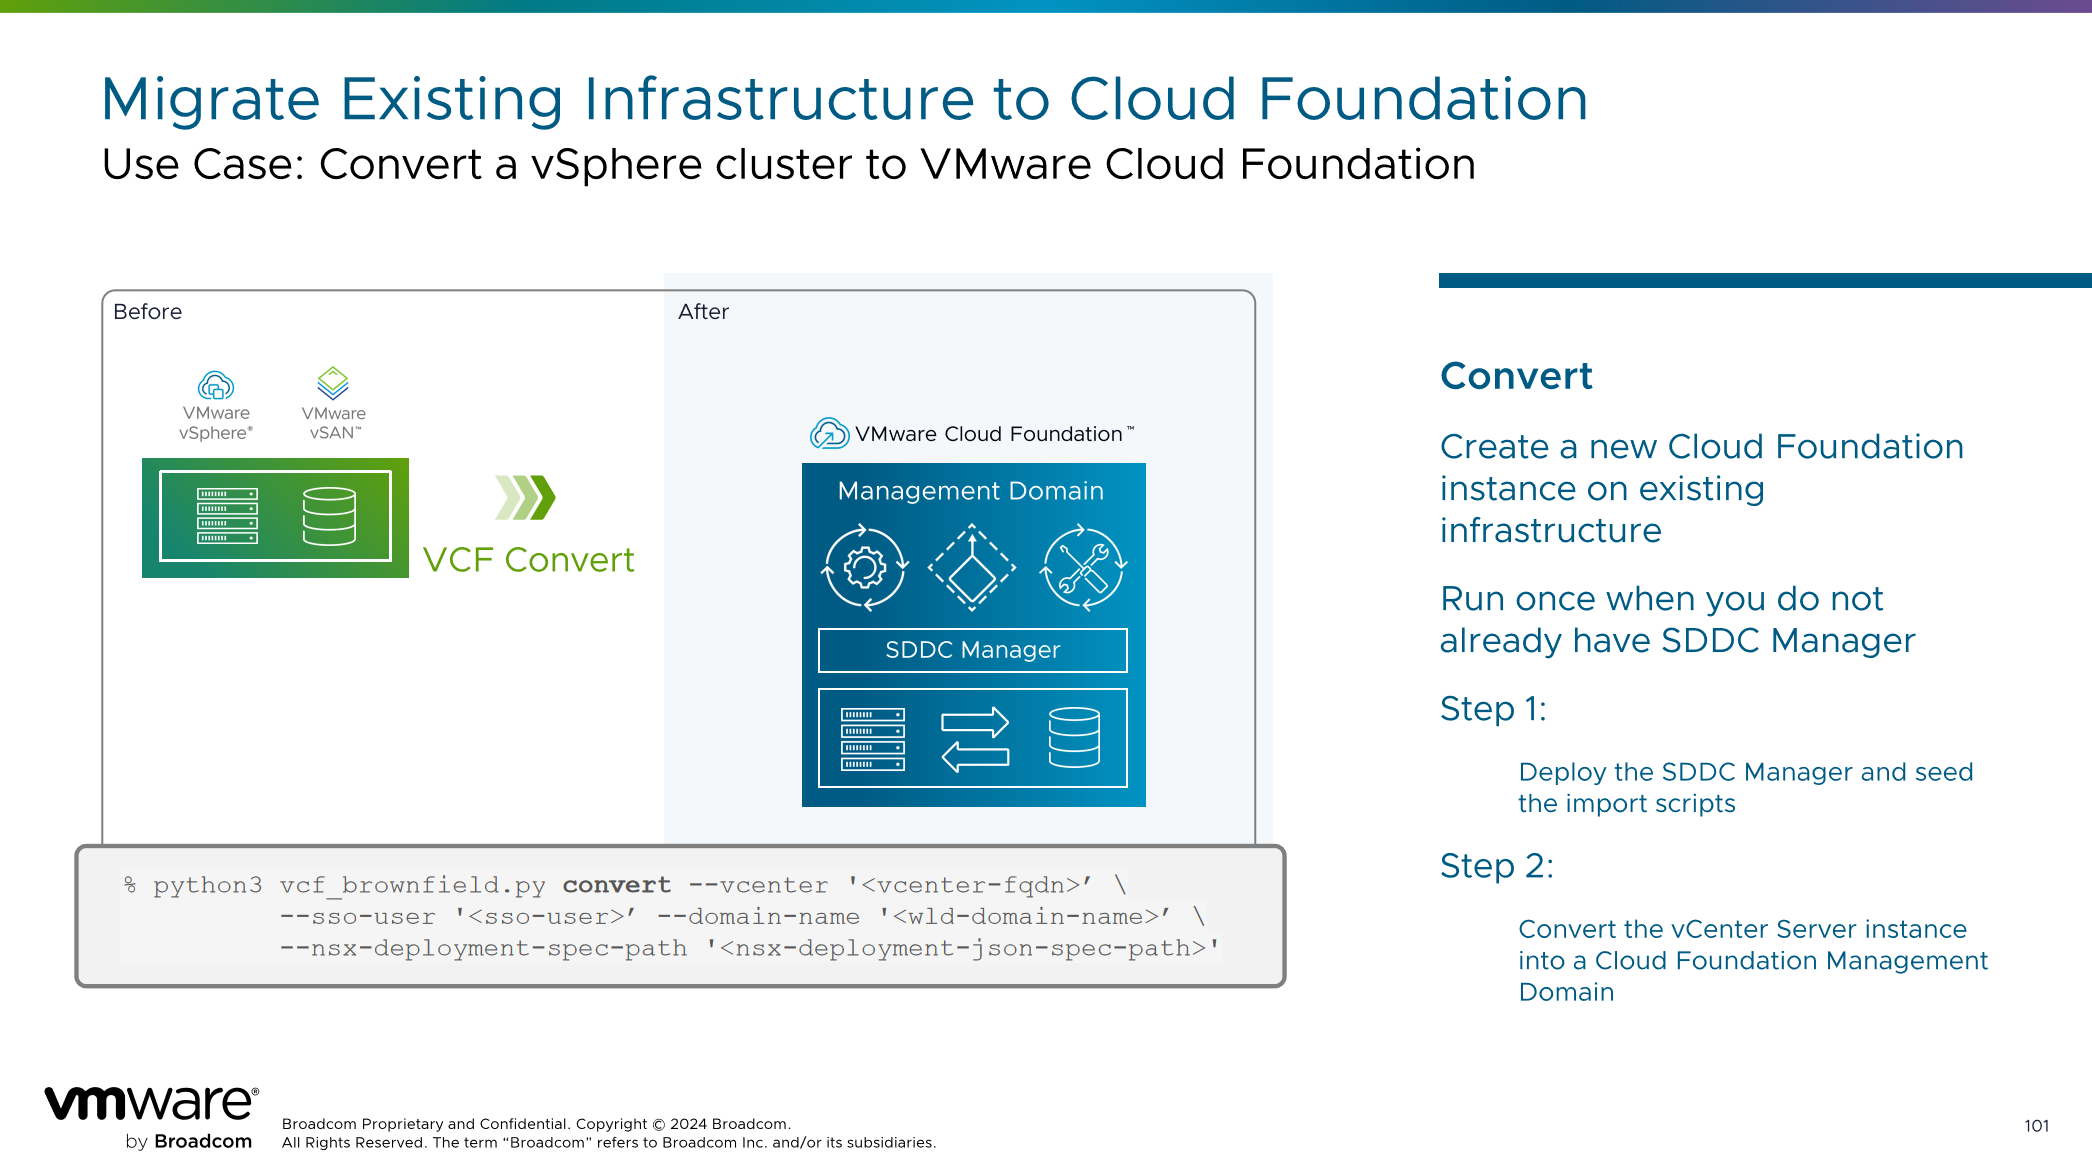 Migrate Existing Infrastructure to Cloud Foundation
Use Case: Convert a vSphere cluster to VMware Cloud Foundation
Before
VMware
vSphere®
VMware
vSAN™
VCF Convert
After
VMware Cloud Foundation™
Management Domain
SDDC Manager
% python3 vcf_brownfield.py convert --vcenter '<vcenter-fqdn>’ \
--sso-user '<sso-user>’ --domain-name '<wld-domain-name>’ \
--nsx-deployment-spec-path '<nsx-deployment-json-spec-path>'
Convert
Create a new Cloud Foundation
instance on existing
infrastructure
Run once when you do not
already have SDDC Manager
Step 1:
Deploy the SDDC Manager and seed
the import scripts
Step 2:
Convert the vCenter Server instance
into a Cloud Foundation Management
Domain
vmware®
by Broadcom
Broadcom Proprietary and Confidential. Copyright © 2024 Broadcom.
All Rights Reserved. The term “Broadcom” refers to Broadcom Inc. and/or its subsidiaries.
101